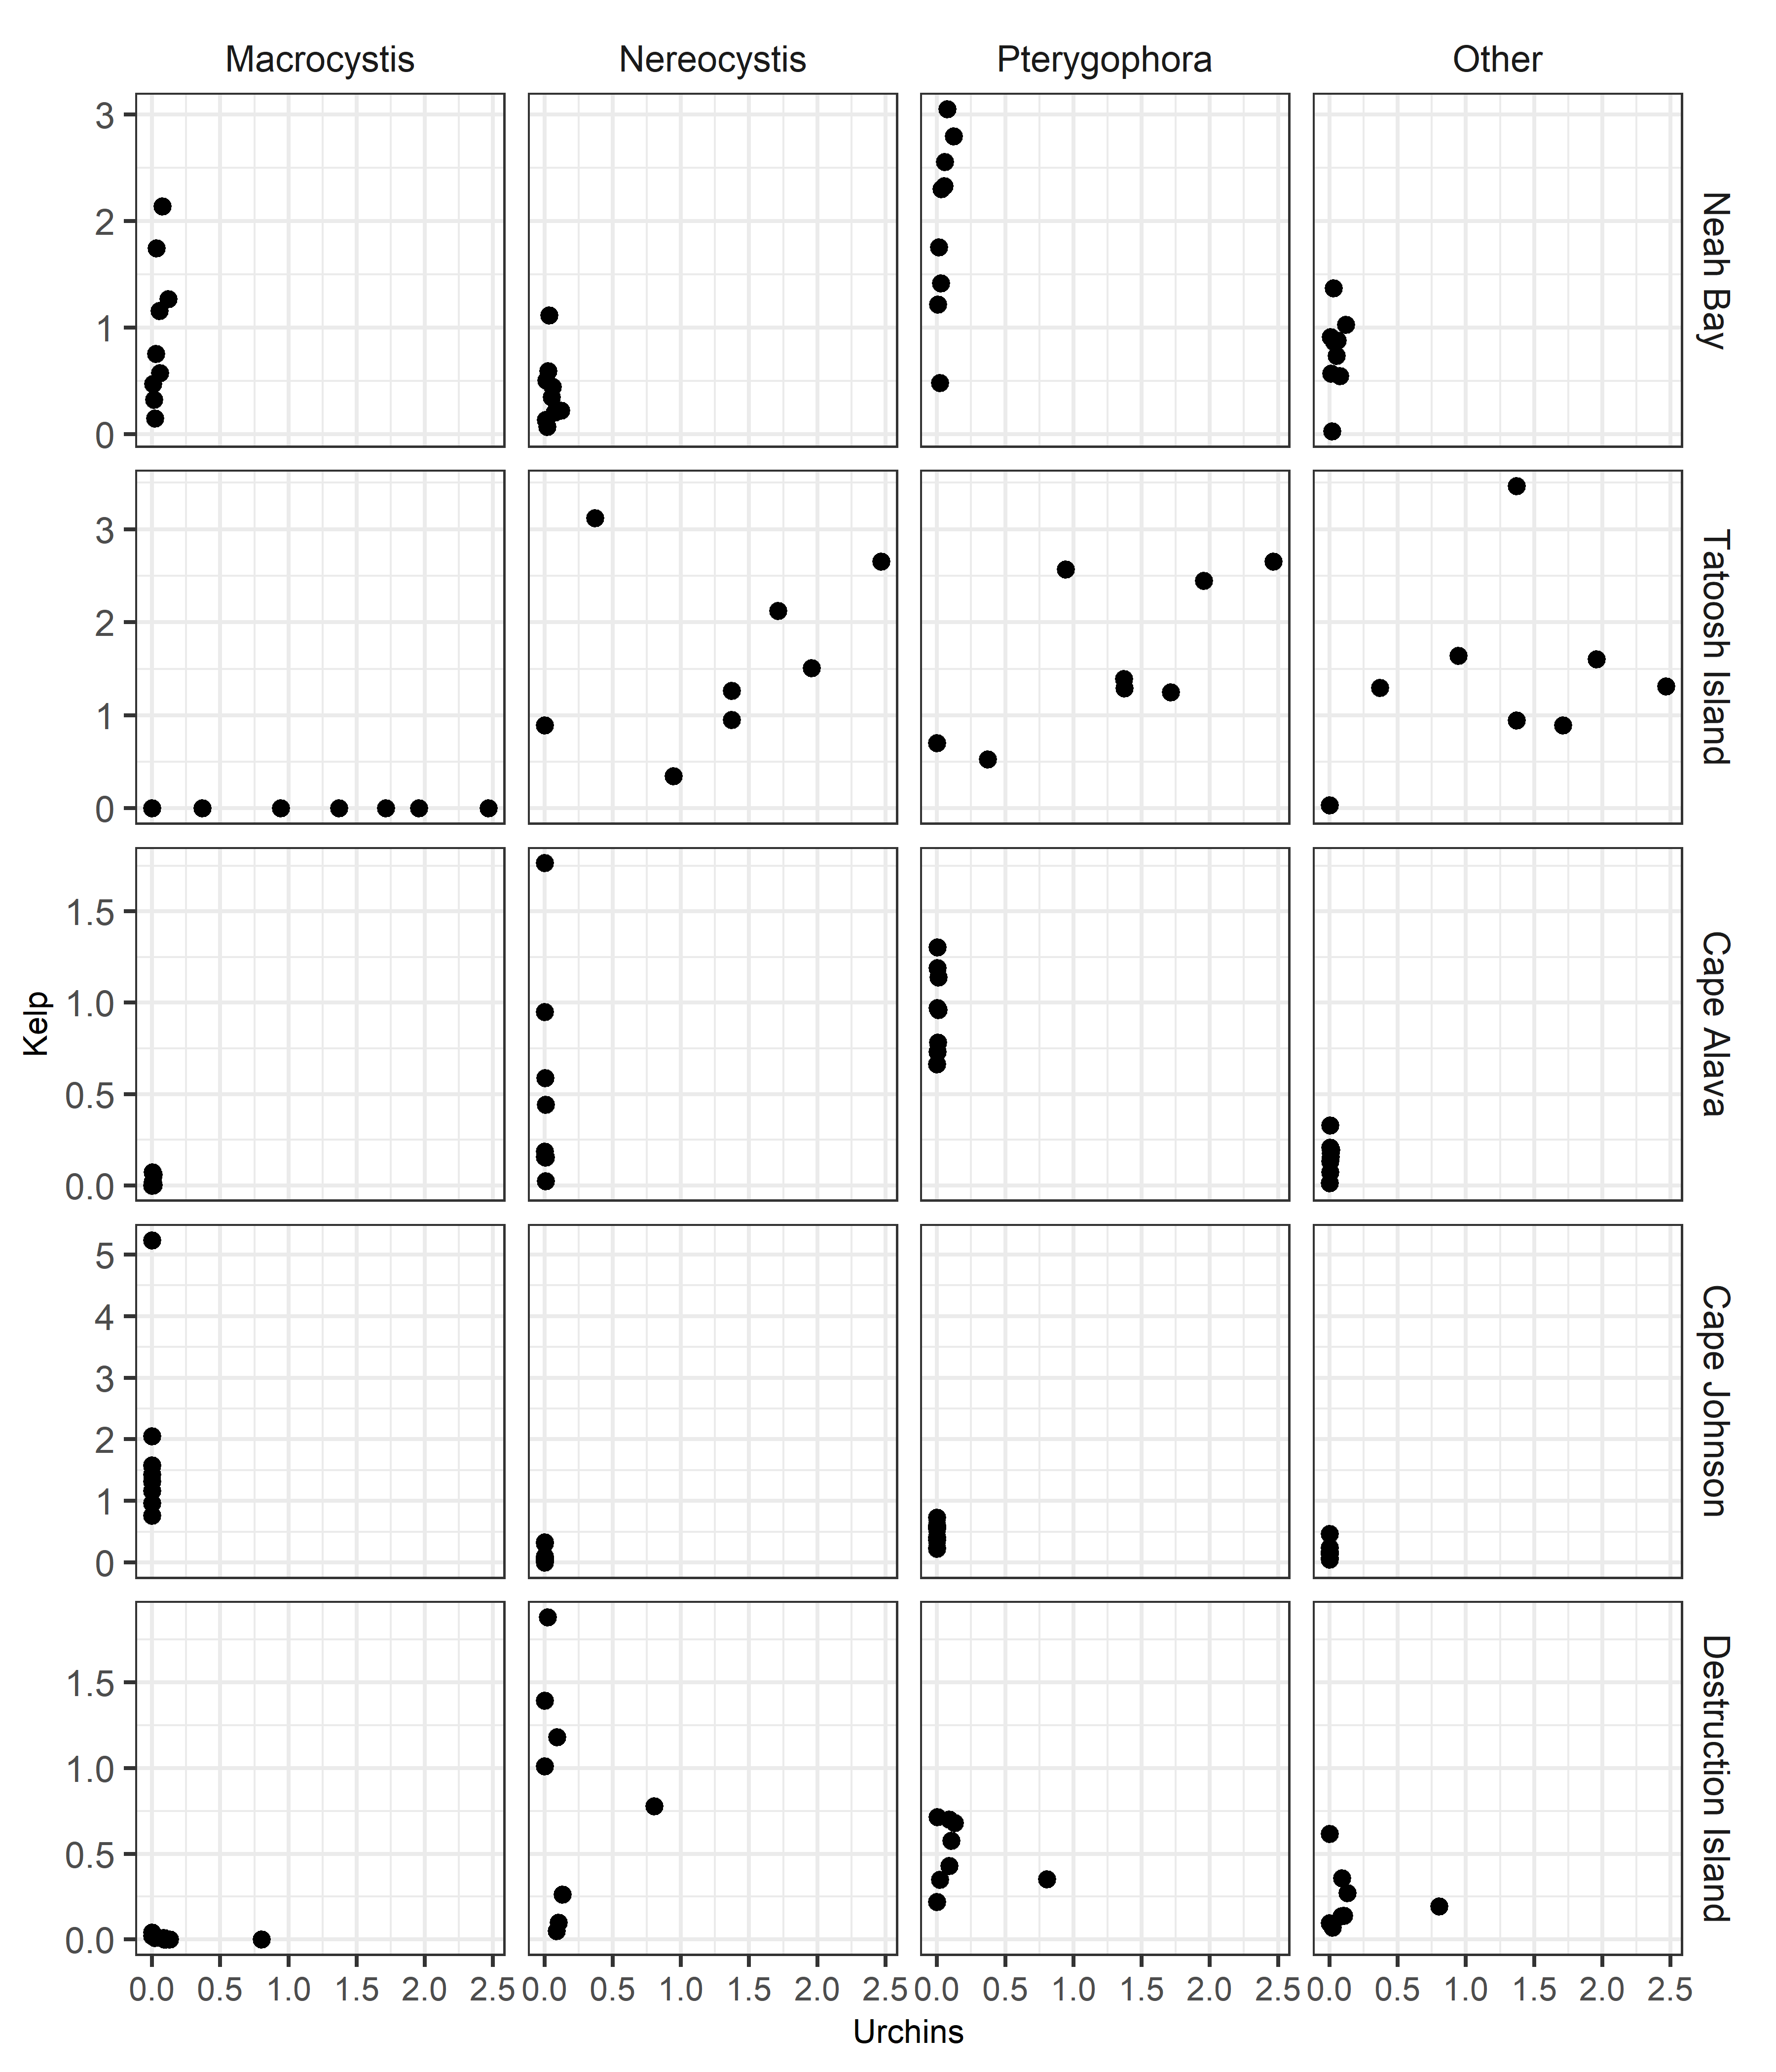 Macrocystis Nereocystis Pterygophora Other
3
2
1
0
Neah Bay
3
2
1
0
Tatoosh Island
1.5
1.0
0.5
0.0
Cape Alava
Kelp
5
4
3
2
1
0
Cape Johnson
1.5
1.0
0.5
0.0
Destruction Island
0.0 0.5 1.0 1.5 2.0 2.5 0.0 0.5 1.0 1.5 2.0 2.5 0.0 0.5 1.0 1.5 2.0 2.5 0.0 0.5 1.0 1.5 2.0 2.5
Urchins